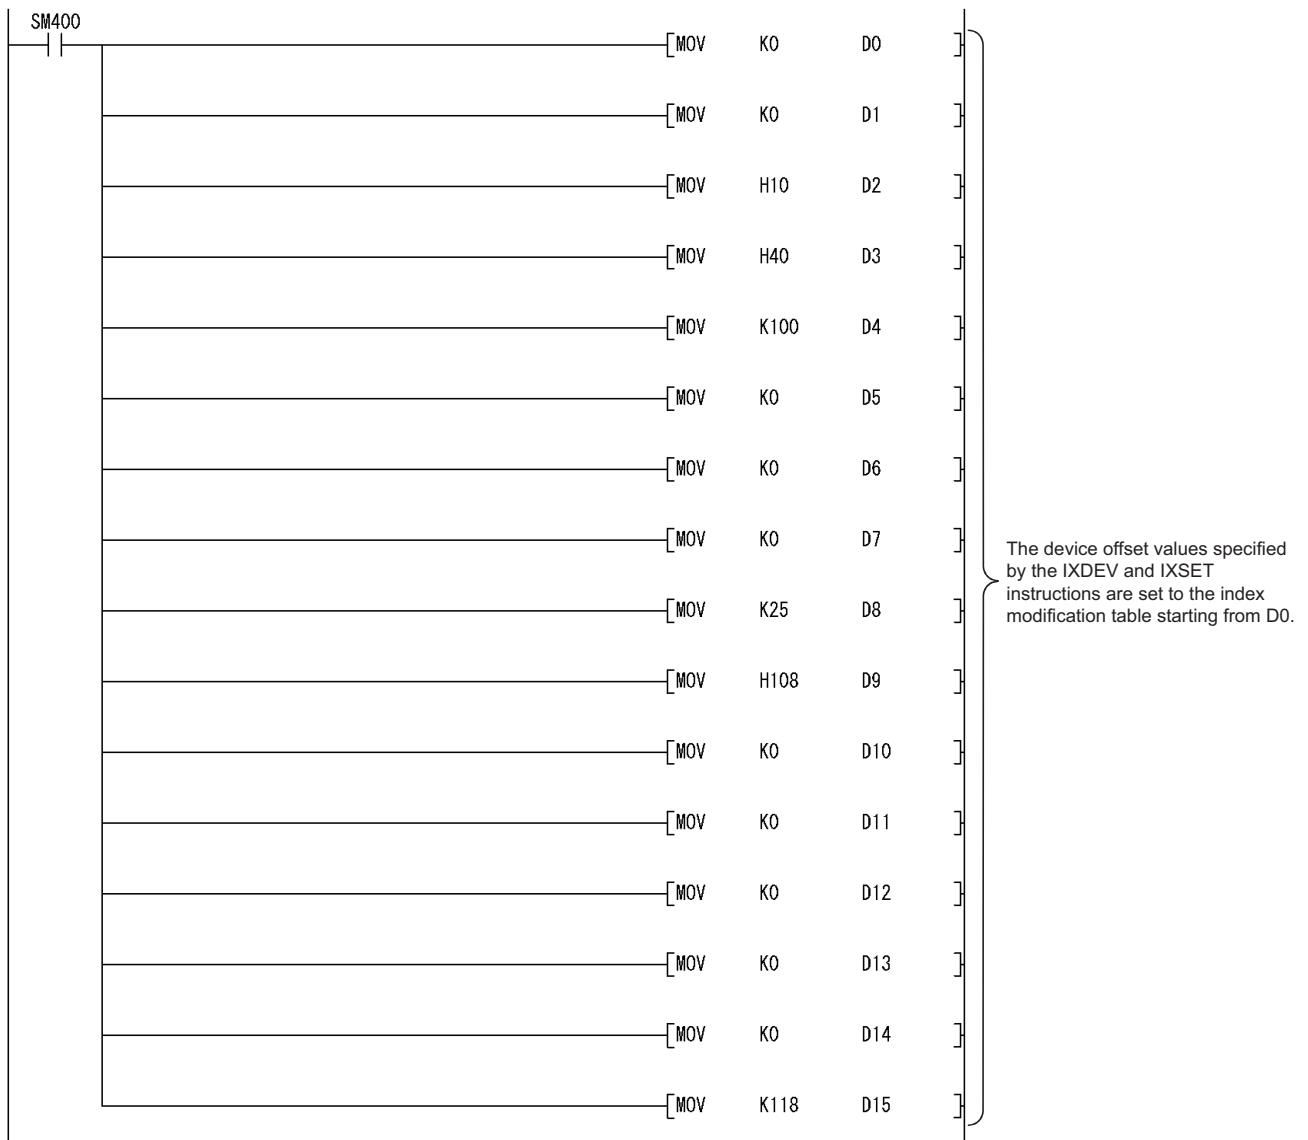 SM400
[MOV K0 D0 ]
[MOV K0 D1 ]
[MOV H10 D2 ]
[MOV H40 D3 ]
[MOV K100 D4 ]
[MOV K0 D5 ]
[MOV K0 D6 ]
[MOV K0 D7 ]
[MOV K25 D8 ]
[MOV H108 D9 ]
[MOV K0 D10 ]
[MOV K0 D11 ]
[MOV K0 D12 ]
[MOV K0 D13 ]
[MOV K0 D14 ]
[MOV K118 D15 ]
The device offset values specified
by the IXDEV and IXSET
instructions are set to the index
modification table starting from D0.